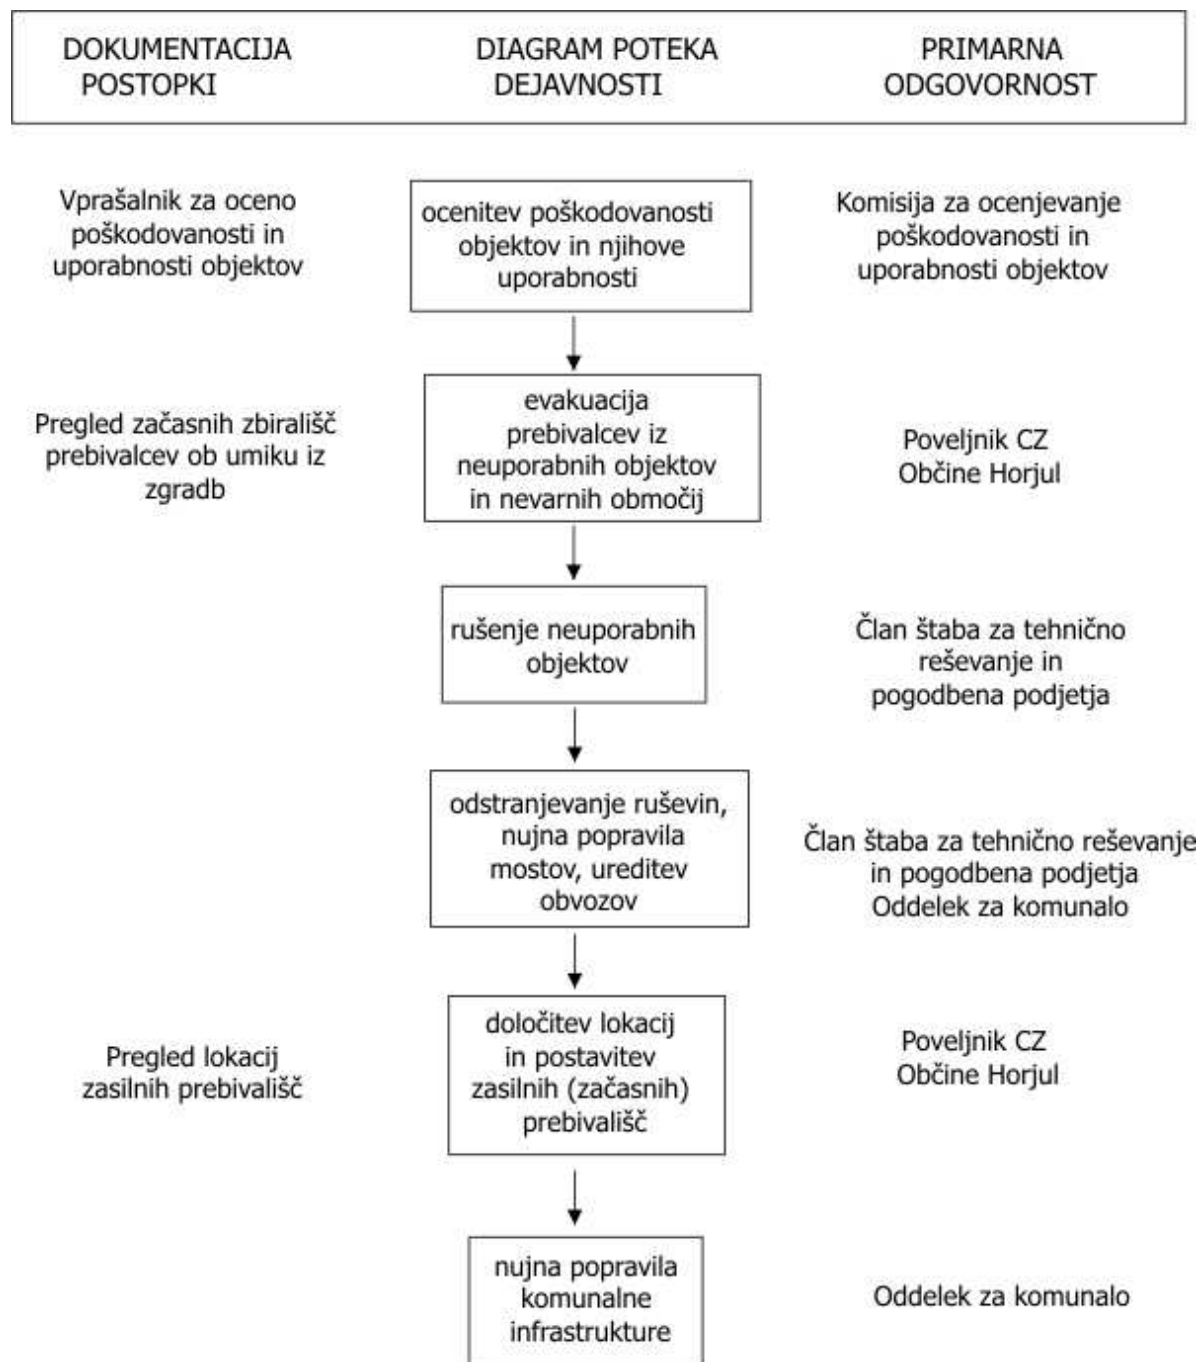 DOKUMENTACIJA
POSTOPKI
DIAGRAM POTEKA
DEJAVNOSTI
PRIMARNA
ODGOVORNOST
Vprašalnik za oceno
poškodovanosti in
uporabnosti objektov
ocenitev poškodovanosti
objektov in njihove
uporabnosti
Komisija za ocenjevanje
poškodovanosti in
uporabnosti objektov
Pregled začasnih zbirališč
prebivalcev ob umiku iz
zgradb
evakuacija
prebivalcev iz
neuporabnih objektov
in nevarnih območij
Poveljnik CZ
Občine Horjul
rušenje neuporabnih
objektov
Član štaba za tehnično
reševanje in
pogodbena podjetja
odstranjevanje ruševin,
nujna popravila
mostov, ureditev
obvozov
Član štaba za tehnično reševanje
in pogodbena podjetja
Oddelek za komunalo
Pregled lokacij
zasilnih prebivališč
določitev lokacij
in postavitev
zasilnih (začasnih)
prebivališč
Poveljnik CZ
Občine Horjul
nujna popravila
komunalne
infrastrukture
Oddelek za komunalo